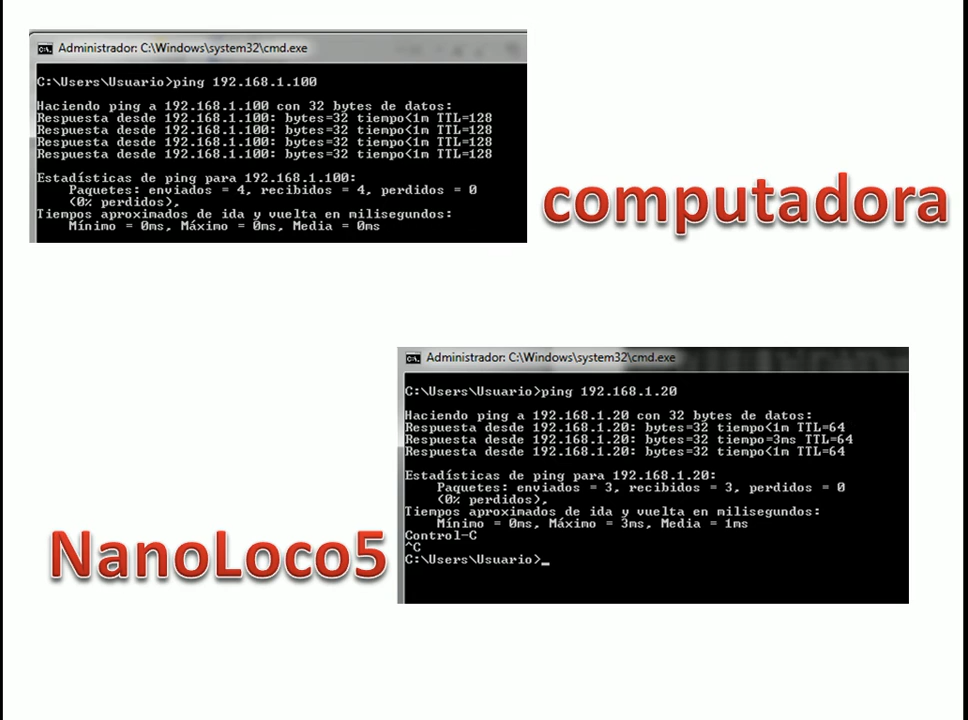 Administrador: C:\Windows\system32\cmd.exe
C:\Users\Usuario>ping 192.168.1.100
Haciendo ping a 192.168.1.100 con 32 bytes de datos:
Respuesta desde 192.168.1.100: bytes=32 tiempo<1m TTL=128
Respuesta desde 192.168.1.100: bytes=32 tiempo<1m TTL=128
Respuesta desde 192.168.1.100: bytes=32 tiempo<1m TTL=128
Respuesta desde 192.168.1.100: bytes=32 tiempo<1m TTL=128
Estadísticas de ping para 192.168.1.100:
Paquetes: enviados = 4, recibidos = 4, perdidos = 0
(0% perdidos),
Tiempos aproximados de ida y vuelta en milisegundos:
Mínimo = 0ms, Máximo = 0ms, Media = 0ms
computadora
Administrador: C:\Windows\system32\cmd.exe
C:\Users\Usuario>ping 192.168.1.20
Haciendo ping a 192.168.1.20 con 32 bytes de datos:
Respuesta desde 192.168.1.20: bytes=32 tiempo<1m TTL=64
Respuesta desde 192.168.1.20: bytes=32 tiempo=3ms TTL=64
Respuesta desde 192.168.1.20: bytes=32 tiempo<1m TTL=64
Estadísticas de ping para 192.168.1.20:
Paquetes: enviados = 3, recibidos = 3, perdidos = 0
(0% perdidos),
Tiempos aproximados de ida y vuelta en milisegundos:
Mínimo = 0ms, Máximo = 3ms, Media = 1ms
Control-C
^C
C:\Users\Usuario>_
NanoLoco5